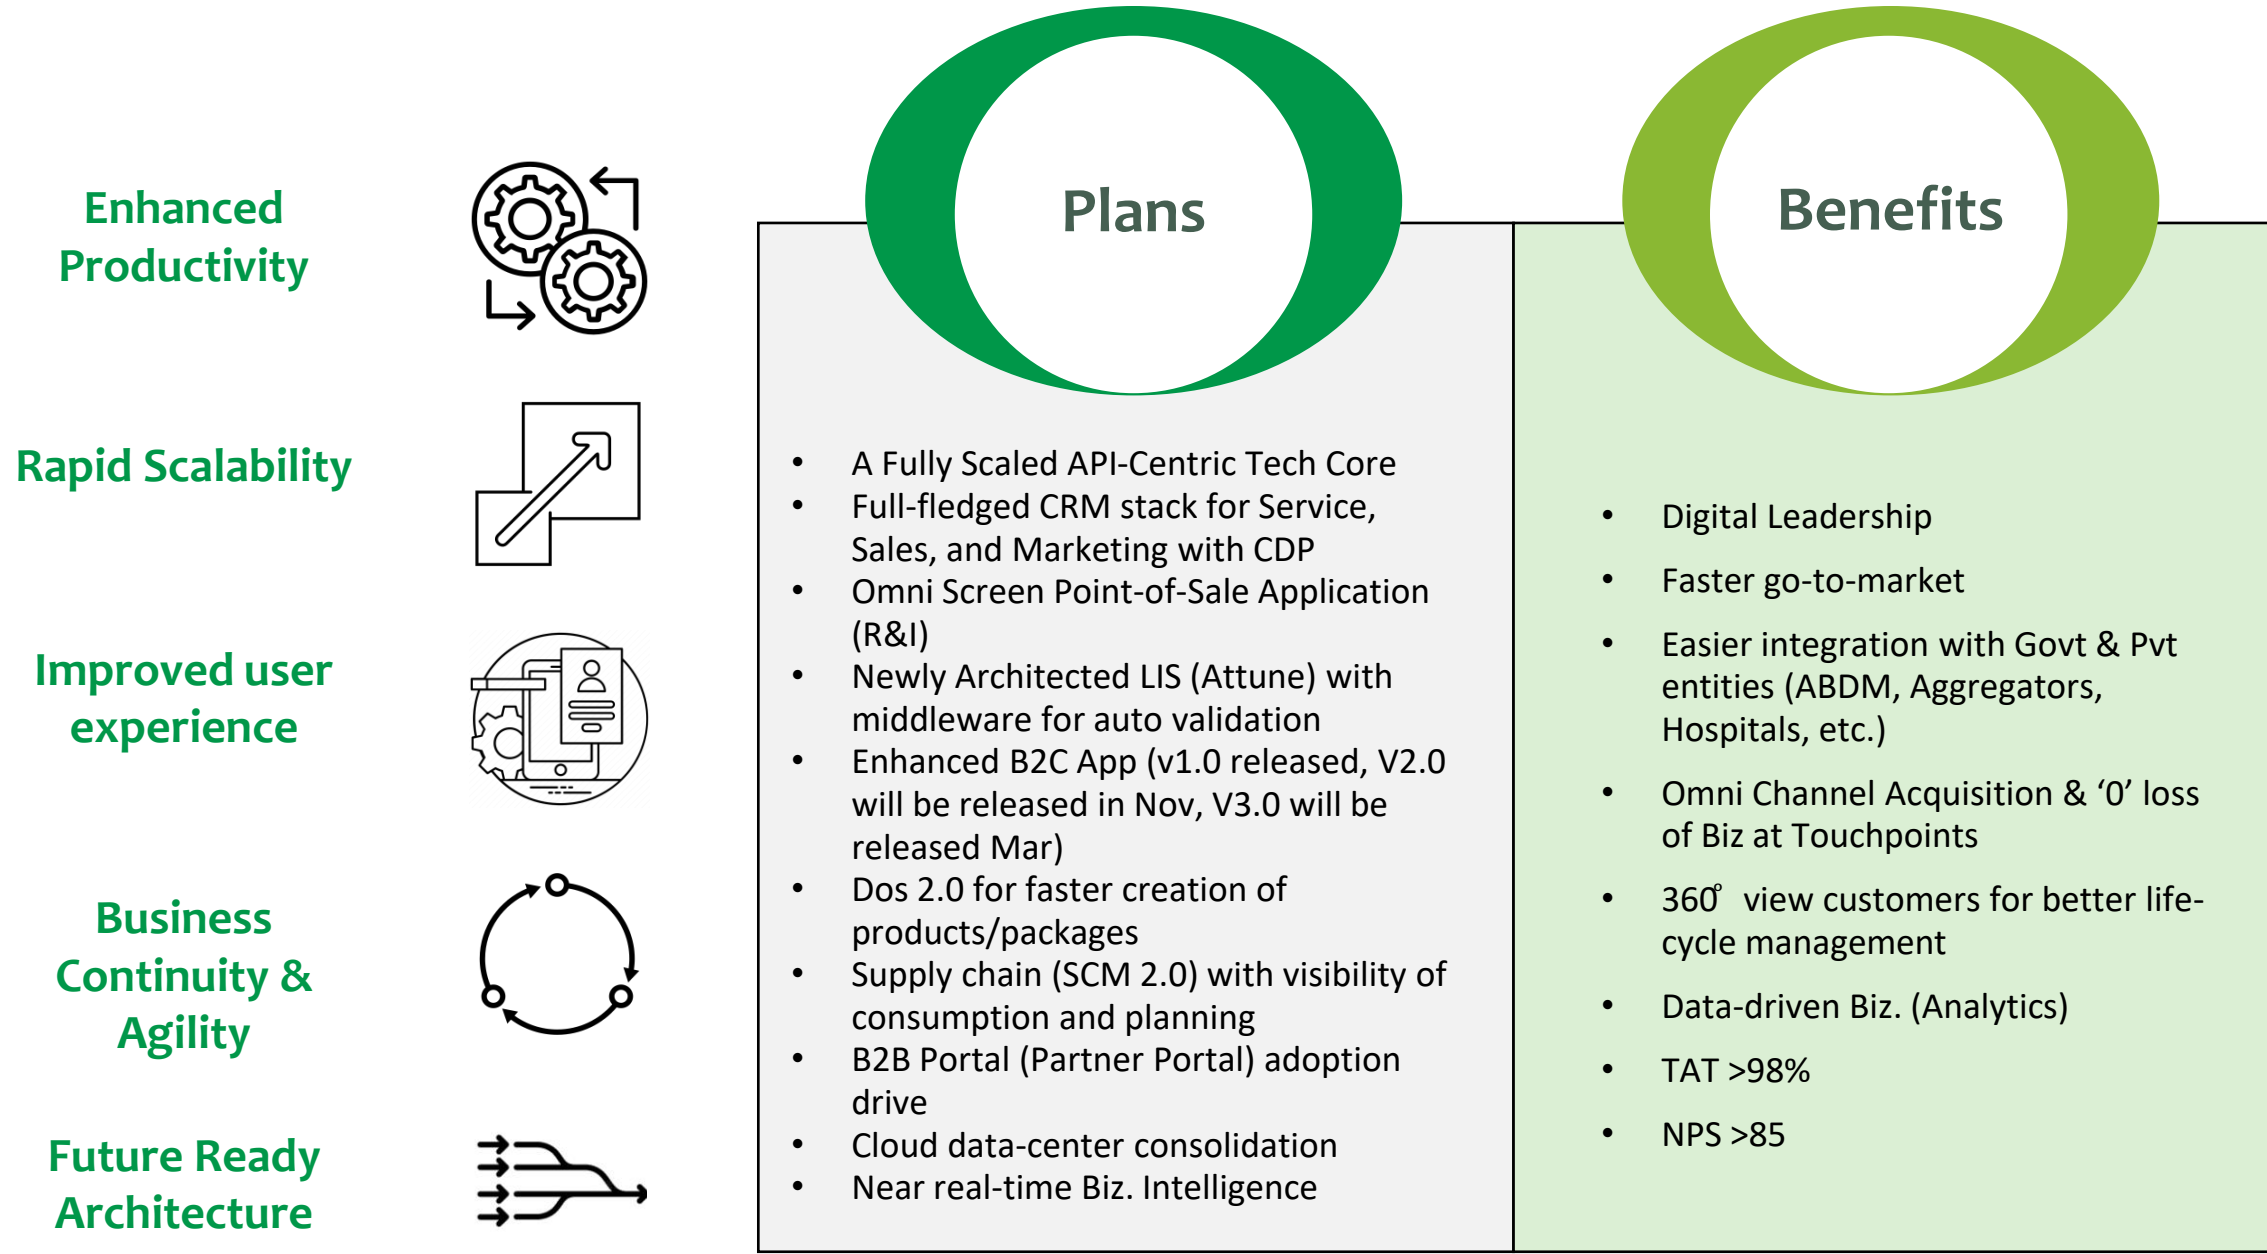 Enhanced
Productivity
Rapid Scalability
Improved user
experience
Business
Continuity &
Agility
Future Ready
Architecture
Plans
• A Fully Scaled API-Centric Tech Core
• Full-fledged CRM stack for Service,
Sales, and Marketing with CDP
• Omni Screen Point-of-Sale Application
(R&I)
• Newly Architected LIS (Attune) with
middleware for auto validation
• Enhanced B2C App (v1.0 released, V2.0
will be released in Nov, V3.0 will be
released Mar)
• Dos 2.0 for faster creation of
products/packages
• Supply chain (SCM 2.0) with visibility of
consumption and planning
• B2B Portal (Partner Portal) adoption
drive
• Cloud data-center consolidation
• Near real-time Biz. Intelligence
Benefits
• Digital Leadership
• Faster go-to-market
• Easier integration with Govt & Pvt
entities (ABDM, Aggregators,
Hospitals, etc.)
• Omni Channel Acquisition & ‘0’ loss
of Biz at Touchpoints
• 360° view customers for better life-
cycle management
• Data-driven Biz. (Analytics)
• TAT >98%
• NPS >85